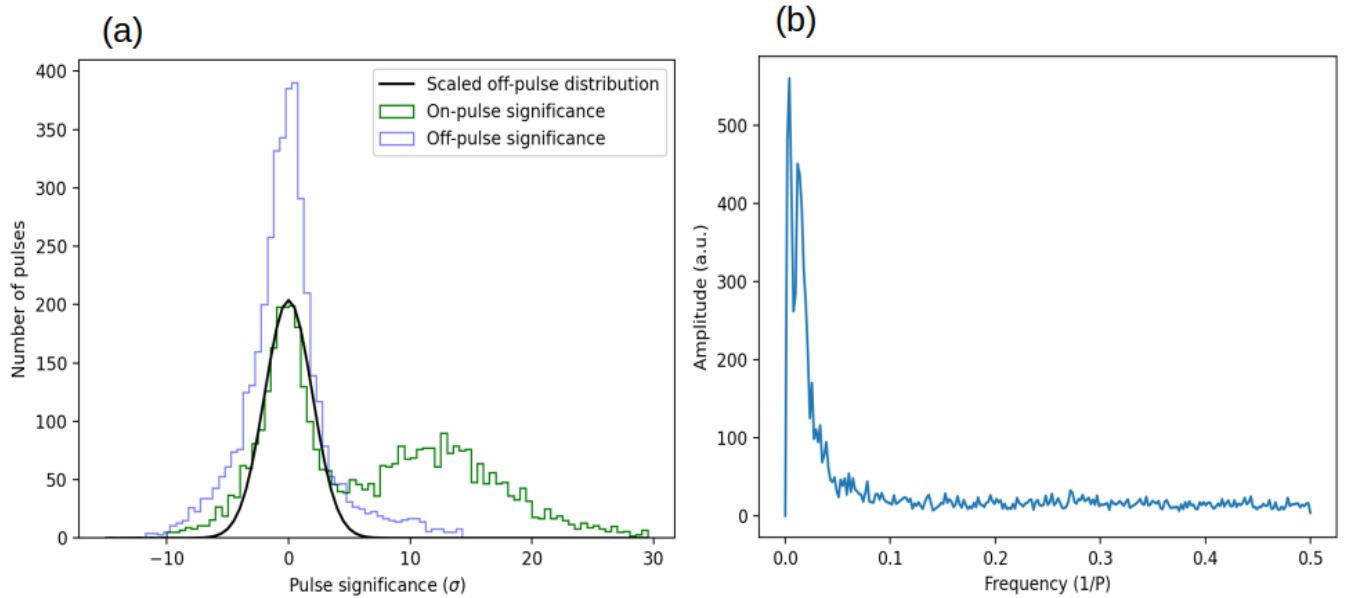 (a)
400
350
300
250
200
150
100
50
0
Number of pulses
Scaled off-pulse distribution
On-pulse significance
Off-pulse significance
−10
0
10
20
30
Pulse significance (σ)
(b)
500
400
300
200
100
0
Amplitude (a.u.)
0.0
0.1
0.2
0.3
0.4
0.5
Frequency (1/P)